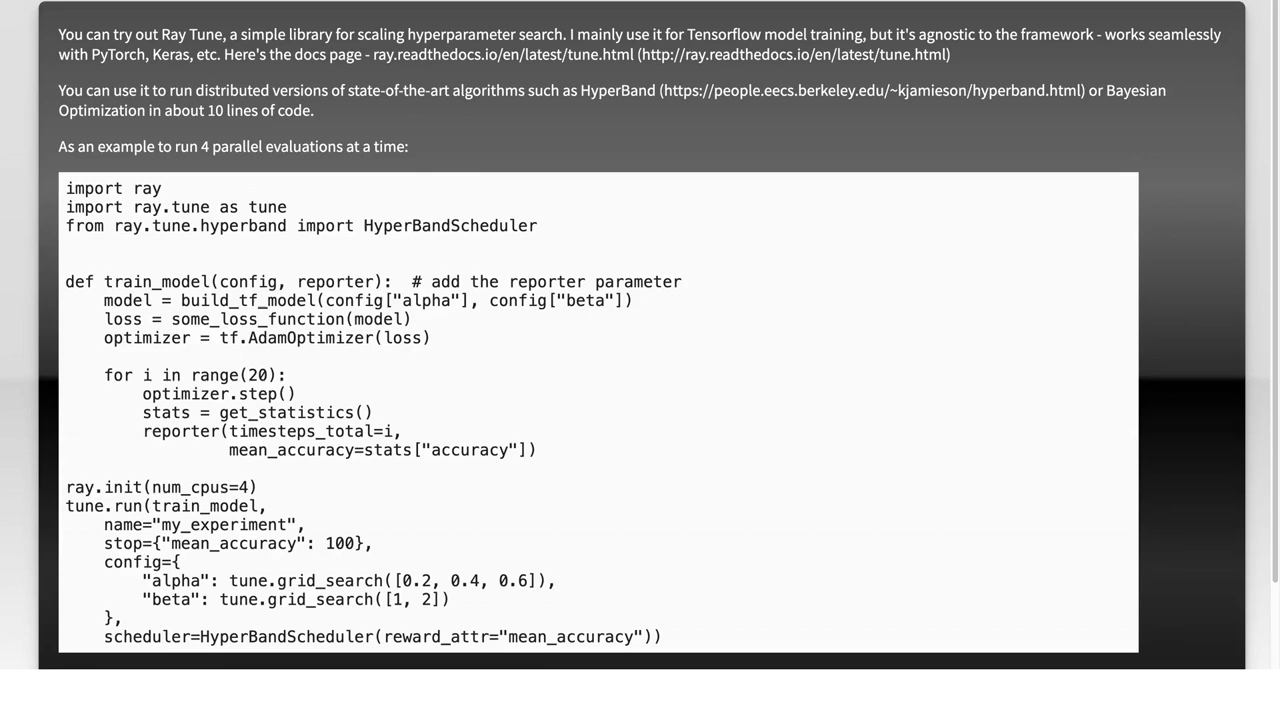 You can try out Ray Tune, a simple library for scaling hyperparameter search. I mainly use it for Tensorflow model training, but it's agnostic to the framework - works seamlessly
with PyTorch, Keras, etc. Here's the docs page - ray.readthedocs.io/en/latest/tune.html (http://ray.readthedocs.io/en/latest/tune.html)
You can use it to run distributed versions of state-of-the-art algorithms such as HyperBand (https://people.eecs.berkeley.edu/~kjamieson/hyperband.html) or Bayesian
Optimization in about 10 lines of code.
As an example to run 4 parallel evaluations at a time:
import ray
import ray.tune as tune
from ray.tune.hyperband import HyperBandScheduler
def train_model(config, reporter):  # add the reporter parameter
    model = build_tf_model(config["alpha"], config["beta"])
    loss = some_loss_function(model)
    optimizer = tf.AdamOptimizer(loss)
    for i in range(20):
        optimizer.step()
        stats = get_statistics()
        reporter(timesteps_total=i,
                 mean_accuracy=stats["accuracy"])
ray.init(num_cpus=4)
tune.run(train_model,
    name="my_experiment",
    stop={"mean_accuracy": 100},
    config={
        "alpha": tune.grid_search([0.2, 0.4, 0.6]),
        "beta": tune.grid_search([1, 2])
    },
    scheduler=HyperBandScheduler(reward_attr="mean_accuracy"))